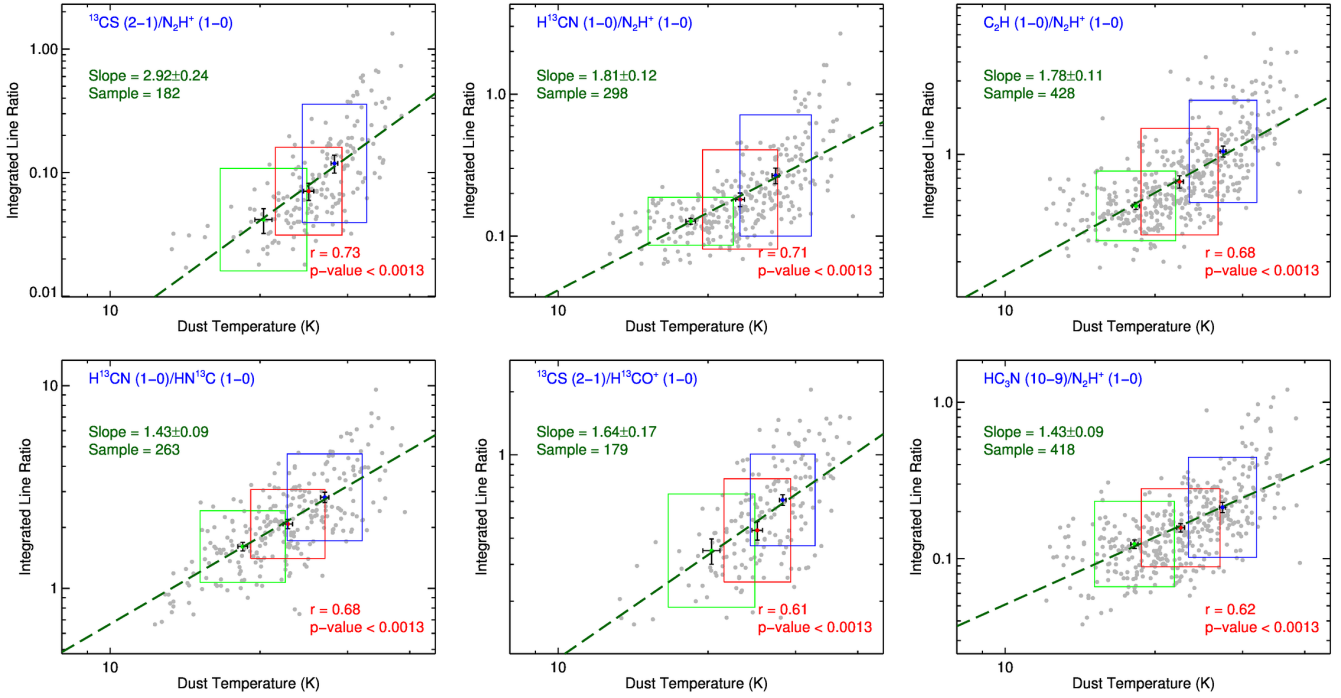 ¹³CS (2−1)/N₂H⁺ (1−0)
Slope = 2.92±0.24
Sample = 182
r = 0.73
p−value < 0.0013
1.00
0.10
0.01
10
Integrated Line Ratio
Dust Temperature (K)
H¹³CN (1−0)/N₂H⁺ (1−0)
Slope = 1.81±0.12
Sample = 298
r = 0.71
p−value < 0.0013
1.0
0.1
10
Integrated Line Ratio
Dust Temperature (K)
C₂H (1−0)/N₂H⁺ (1−0)
Slope = 1.78±0.11
Sample = 428
r = 0.68
p−value < 0.0013
1
10
Integrated Line Ratio
Dust Temperature (K)
H¹³CN (1−0)/HN¹³C (1−0)
Slope = 1.43±0.09
Sample = 263
r = 0.68
p−value < 0.0013
10
1
10
Integrated Line Ratio
Dust Temperature (K)
¹³CS (2−1)/H¹³CO⁺ (1−0)
Slope = 1.64±0.17
Sample = 179
r = 0.61
p−value < 0.0013
1
10
Integrated Line Ratio
Dust Temperature (K)
HC₃N (10−9)/N₂H⁺ (1−0)
Slope = 1.43±0.09
Sample = 418
r = 0.62
p−value < 0.0013
1.0
0.1
10
Integrated Line Ratio
Dust Temperature (K)